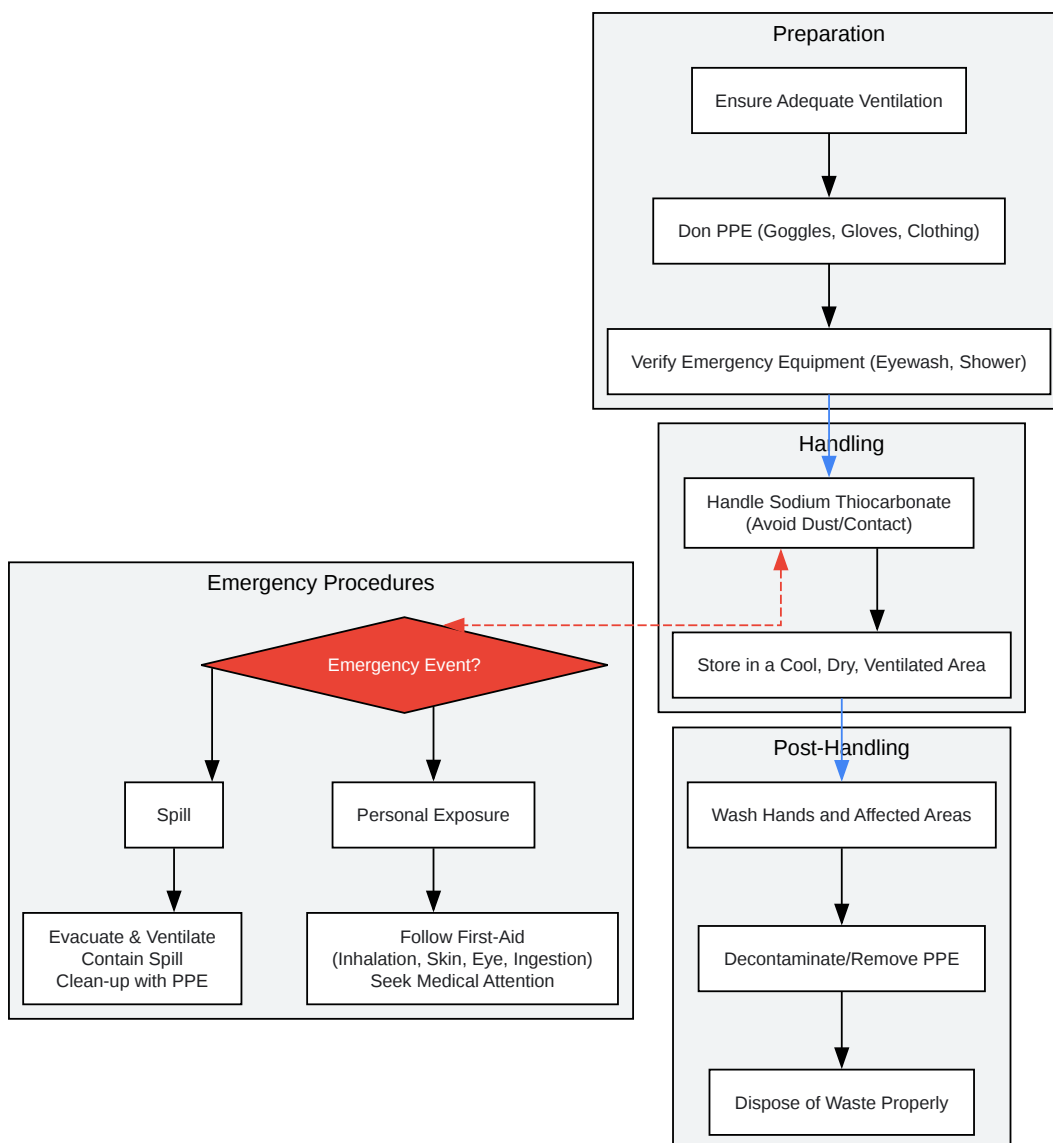 Preparation
Ensure Adequate Ventilation
Don PPE (Goggles, Gloves, Clothing)
Verify Emergency Equipment (Eyewash, Shower)
Handling
Handle Sodium Thiocarbonate
(Avoid Dust/Contact)
Store in a Cool, Dry, Ventilated Area
Emergency Procedures
Emergency Event?
Spill
Personal Exposure
Evacuate & Ventilate
Contain Spill
Clean-up with PPE
Follow First-Aid
(Inhalation, Skin, Eye, Ingestion)
Seek Medical Attention
Post-Handling
Wash Hands and Affected Areas
Decontaminate/Remove PPE
Dispose of Waste Properly